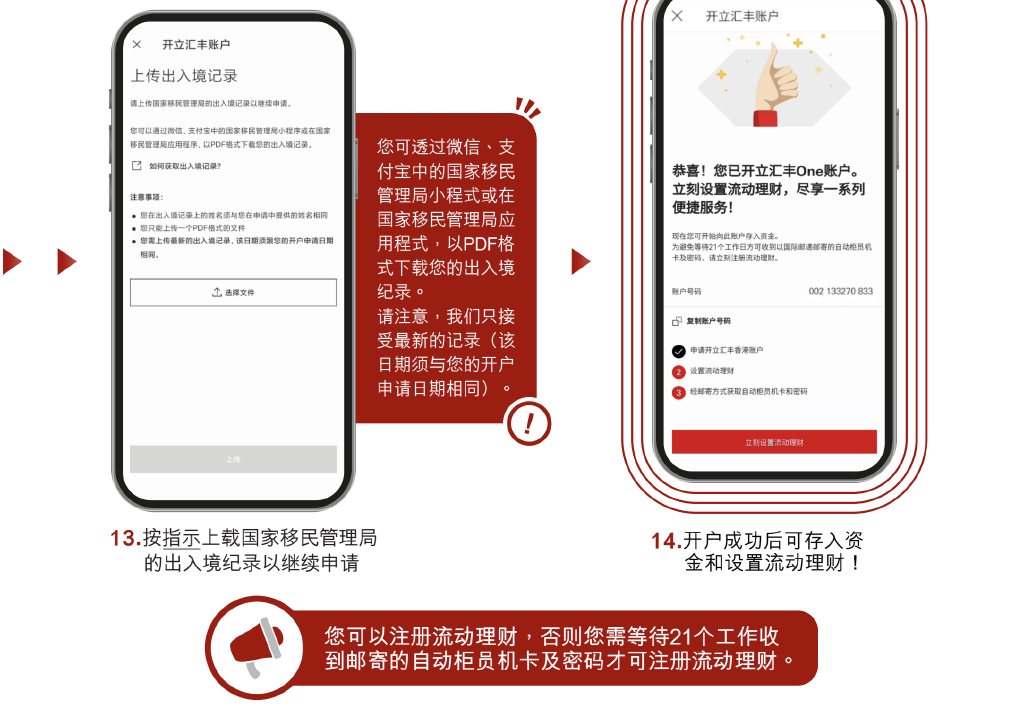 开立汇丰账户
上传出入境记录
请上传国家移民管理局的出入境记录以继续申请。
您可以通过微信、支付宝中的国家移民管理局小程序或在国家
移民管理局应用程序，以PDF格式下载您的出入境记录。
如何获取出入境记录?
注意事项:
您在出入境记录上的姓名须与您在申请中提供的姓名相同
您只能上传一个PDF格式的文件
您需上传最新的出入境记录, 该日期须跟您的开户申请日期
相同。
选择文件
上传
您可透过微信、支
付宝中的国家移民
管理局小程式或在
国家移民管理局应
用程式，以PDF格
式下载您的出入境
纪录。
请注意，我们只接
受最新的记录（该
日期须与您的开户
申请日期相同）。
!
13.按指示上载国家移民管理局
的出入境纪录以继续申请
开立汇丰账户
恭喜！您已开立汇丰One账户。
立刻设置流动理财，尽享一系列
便捷服务!
现在您可开始向此账户存入资金。
为避免等待21个工作日方可收到以国际邮递邮寄的自动柜员机
卡及密码, 请立刻注册流动理财。
账户号码 002 133270 833
复制账户号码
申请开立汇丰香港账户
2 设置流动理财
3 经邮寄方式获取自动柜员机卡和密码
立刻设置流动理财
14.开户成功后可存入资
金和设置流动理财！
您可以注册流动理财，否则您需等待21个工作收
到邮寄的自动柜员机卡及密码才可注册流动理财。